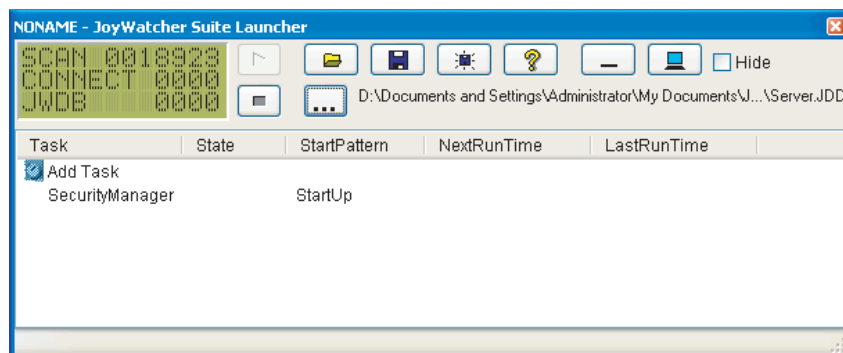 NONAME - JoyWatcher Suite Launcher
SCAN 0018923
CONNECT 0000
JWDB 0000
Hide
... D:\Documents and Settings\Administrator\My Documents\J...\Server.JDD
Task State StartPattern NextRunTime LastRunTime
Add Task
SecurityManager StartUp